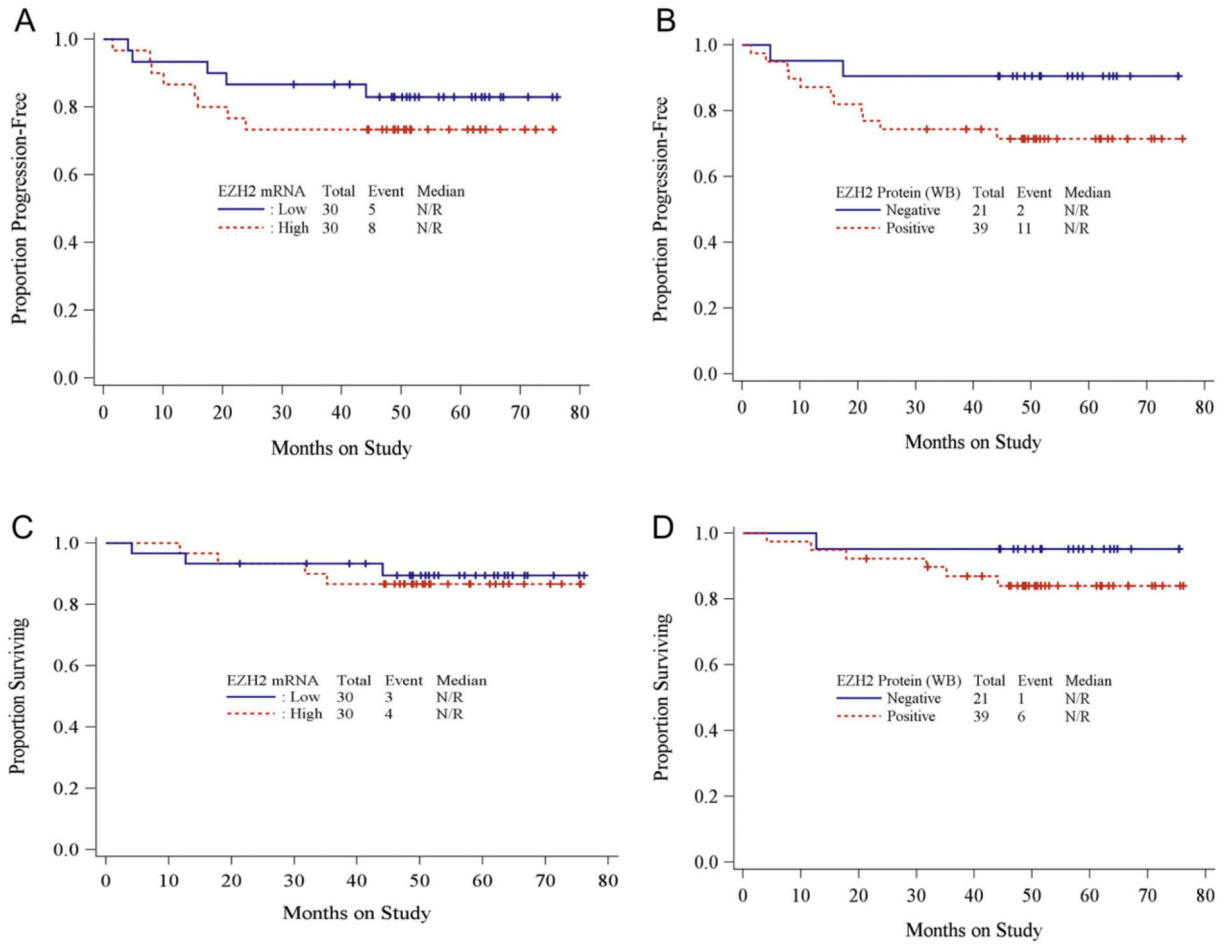 A
1.0
0.8
0.6
0.4
0.2
0.0
Proportion Progression-Free
EZH2 mRNA Total Event Median
: Low 30 5 N/R
: High 30 8 N/R
0 10 20 30 40 50 60 70 80
Months on Study
B
1.0
0.8
0.6
0.4
0.2
0.0
Proportion Progression-Free
EZH2 Protein (WB) Total Event Median
Negative 21 2 N/R
Positive 39 11 N/R
0 10 20 30 40 50 60 70 80
Months on Study
C
1.0
0.8
0.6
0.4
0.2
0.0
Proportion Surviving
EZH2 mRNA Total Event Median
: Low 30 3 N/R
: High 30 4 N/R
0 10 20 30 40 50 60 70 80
Months on Study
D
1.0
0.8
0.6
0.4
0.2
0.0
Proportion Surviving
EZH2 Protein (WB) Total Event Median
Negative 21 1 N/R
Positive 39 6 N/R
0 10 20 30 40 50 60 70 80
Months on Study